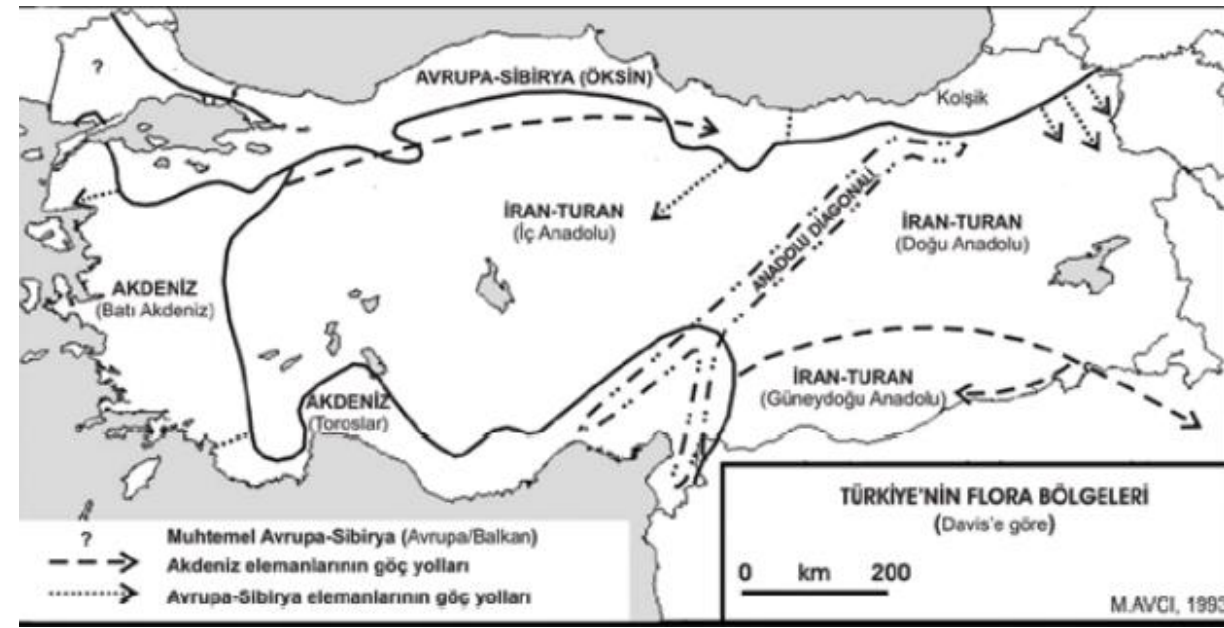 ?
AVRUPA-SİBİRYA (ÖKSİN)
Kolşik
ANADOLU DİAGONALİ
İRAN-TURAN
(İç Anadolu)
İRAN-TURAN
(Doğu Anadolu)
AKDENİZ
(Batı Akdeniz)
AKDENİZ
(Toroslar)
İRAN-TURAN
(Güneydoğu Anadolu)
TÜRKİYE'NİN FLORA BÖLGELERİ
(Davis'e göre)
0 km 200
M.AVCI, 1993
? Muhtemel Avrupa-Sibirya (Avrupa/Balkan)
Akdeniz elemanlarının göç yolları
Avrupa-Sibirya elemanlarının göç yolları